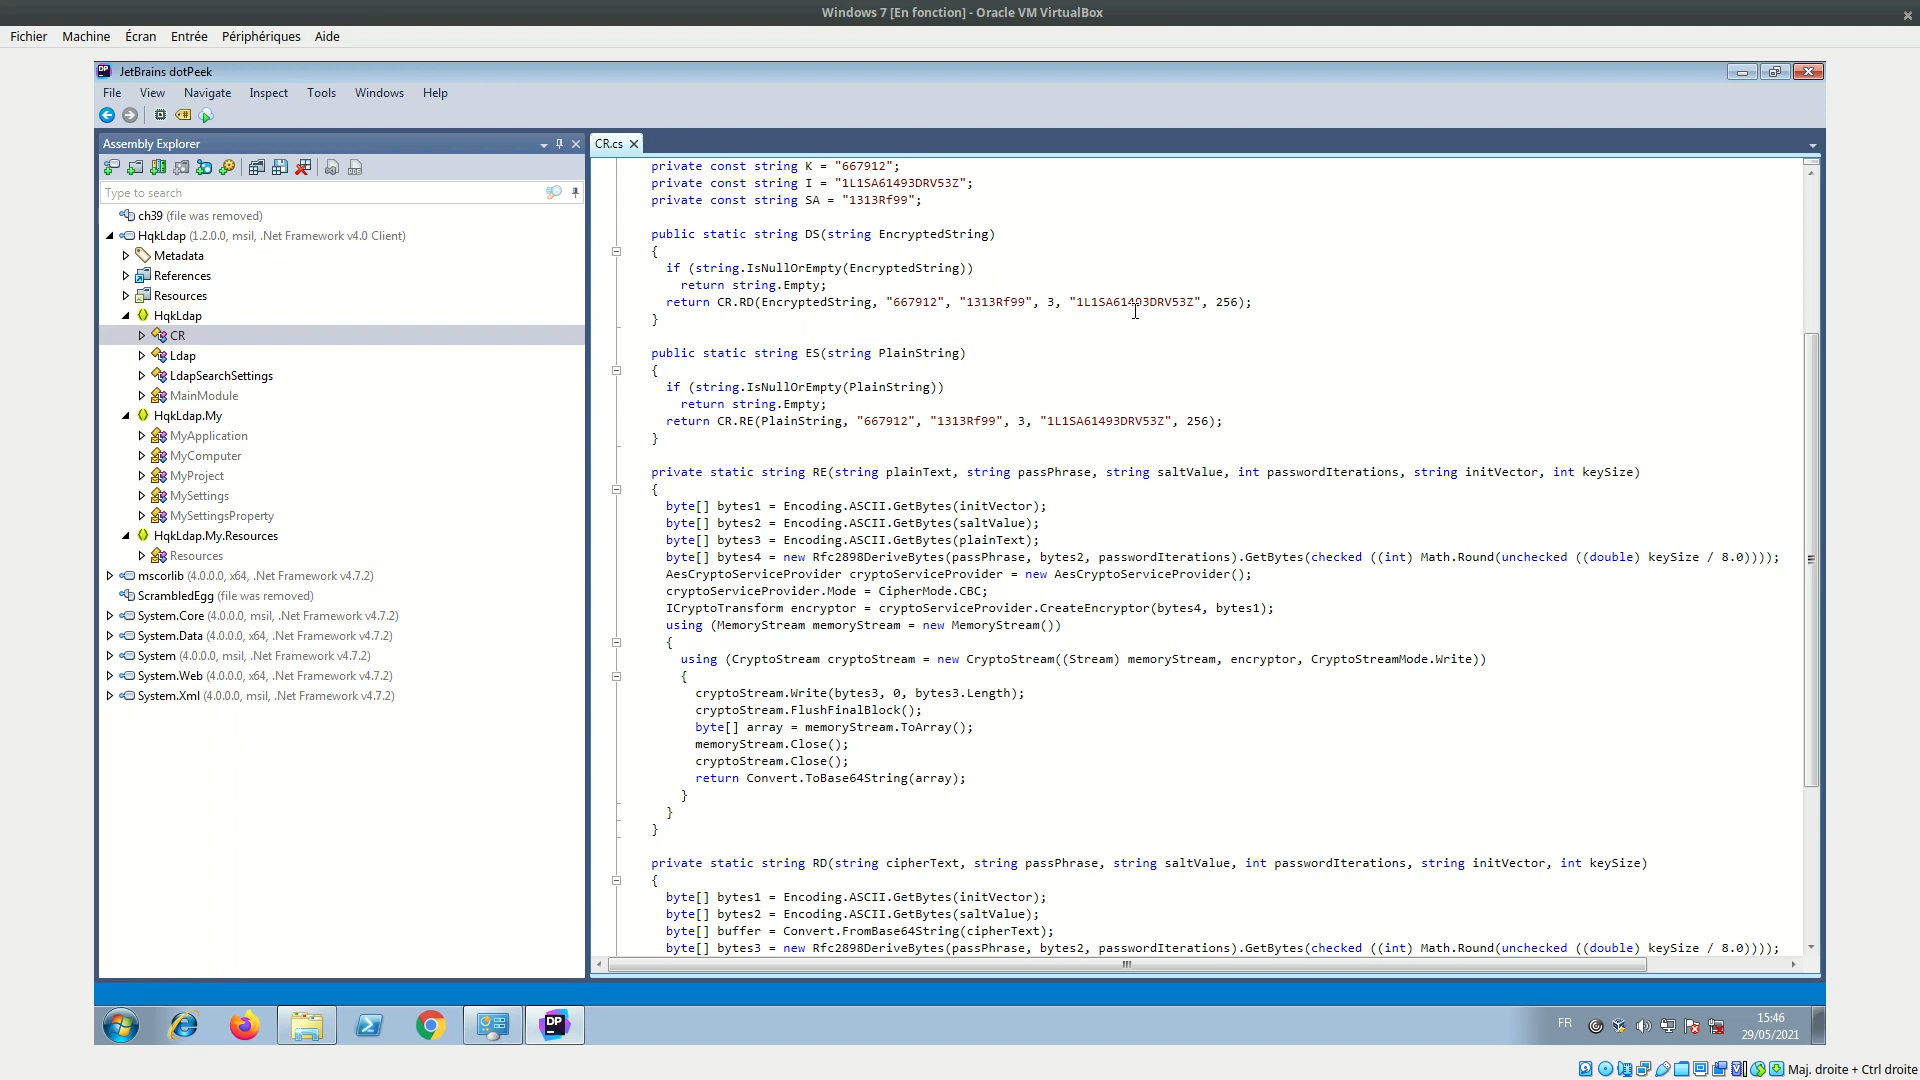 Windows 7 [En fonction] - Oracle VM VirtualBox
Fichier Machine Écran Entrée Périphériques Aide
JetBrains dotPeek
File View Navigate Inspect Tools Windows Help
Assembly Explorer
Type to search
ch39 (file was removed)
HqkLdap (1.2.0.0, msil, .Net Framework v4.0 Client)
Metadata
References
Resources
HqkLdap
CR
Ldap
LdapSearchSettings
MainModule
HqkLdap.My
MyApplication
MyComputer
MyProject
MySettings
MySettingsProperty
HqkLdap.My.Resources
Resources
mscorlib (4.0.0.0, x64, .Net Framework v4.7.2)
ScrambledEgg (file was removed)
System.Core (4.0.0.0, msil, .Net Framework v4.7.2)
System.Data (4.0.0.0, x64, .Net Framework v4.7.2)
System (4.0.0.0, msil, .Net Framework v4.7.2)
System.Web (4.0.0.0, x64, .Net Framework v4.7.2)
System.Xml (4.0.0.0, msil, .Net Framework v4.7.2)
CR.cs
private const string K = "667912";
private const string I = "1L1SA61493DRV53Z";
private const string SA = "1313Rf99";
public static string DS(string EncryptedString)
{
if (string.IsNullOrEmpty(EncryptedString))
return string.Empty;
return CR.RD(EncryptedString, "667912", "1313Rf99", 3, "1L1SA61493DRV53Z", 256);
}
public static string ES(string PlainString)
{
if (string.IsNullOrEmpty(PlainString))
return string.Empty;
return CR.RE(PlainString, "667912", "1313Rf99", 3, "1L1SA61493DRV53Z", 256);
}
private static string RE(string plainText, string passPhrase, string saltValue, int passwordIterations, string initVector, int keySize)
{
byte[] bytes1 = Encoding.ASCII.GetBytes(initVector);
byte[] bytes2 = Encoding.ASCII.GetBytes(saltValue);
byte[] bytes3 = Encoding.ASCII.GetBytes(plainText);
byte[] bytes4 = new Rfc2898DeriveBytes(passPhrase, bytes2, passwordIterations).GetBytes(checked ((int) Math.Round(unchecked ((double) keySize / 8.0))));
AesCryptoServiceProvider cryptoServiceProvider = new AesCryptoServiceProvider();
cryptoServiceProvider.Mode = CipherMode.CBC;
ICryptoTransform encryptor = cryptoServiceProvider.CreateEncryptor(bytes4, bytes1);
using (MemoryStream memoryStream = new MemoryStream())
{
using (CryptoStream cryptoStream = new CryptoStream((Stream) memoryStream, encryptor, CryptoStreamMode.Write))
{
cryptoStream.Write(bytes3, 0, bytes3.Length);
cryptoStream.FlushFinalBlock();
byte[] array = memoryStream.ToArray();
memoryStream.Close();
cryptoStream.Close();
return Convert.ToBase64String(array);
}
}
}
private static string RD(string cipherText, string passPhrase, string saltValue, int passwordIterations, string initVector, int keySize)
{
byte[] bytes1 = Encoding.ASCII.GetBytes(initVector);
byte[] bytes2 = Encoding.ASCII.GetBytes(saltValue);
byte[] buffer = Convert.FromBase64String(cipherText);
byte[] bytes3 = new Rfc2898DeriveBytes(passPhrase, bytes2, passwordIterations).GetBytes(checked ((int) Math.Round(unchecked ((double) keySize / 8.0))));
FR
15:46
29/05/2021
Maj. droite + Ctrl droite